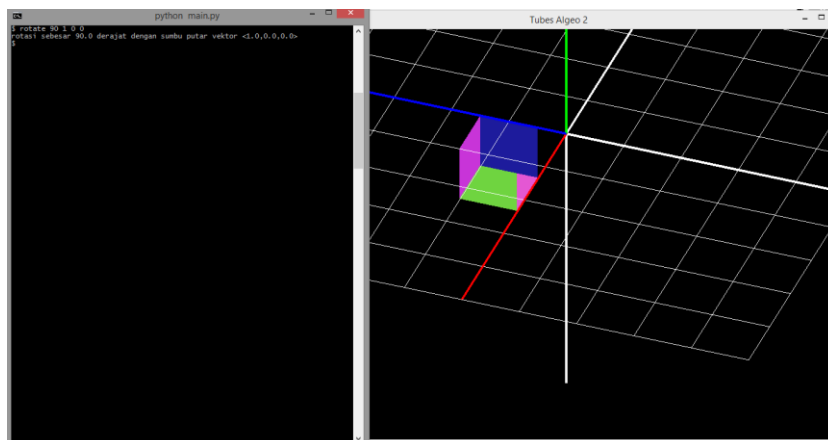 python main.py
$ rotate 90 1 0 0
rotasi sebesar 90.0 derajat dengan sumbu putar vektor <1.0,0.0,0.0>
$
Tubes Algeo 2